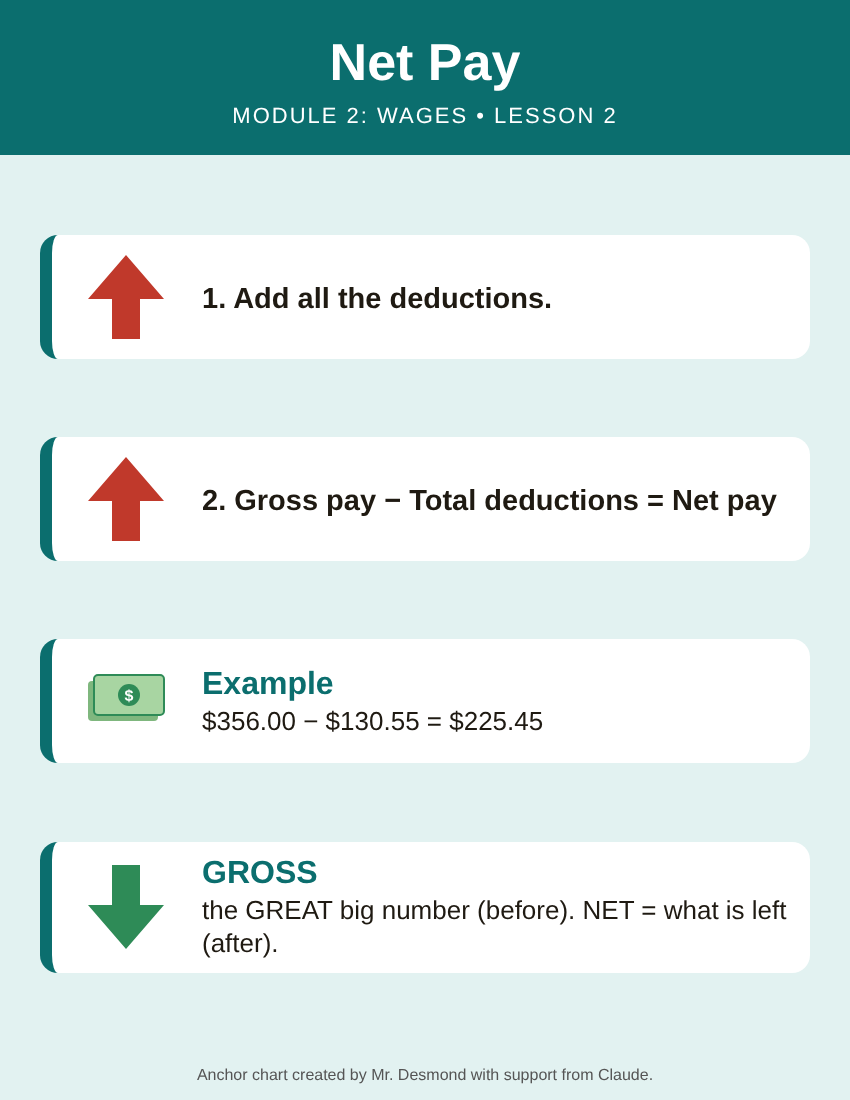 Net Pay
MODULE 2: WAGES • LESSON 2
1. Add all the deductions.
2. Gross pay − Total deductions = Net pay
$
Example
$356.00 − $130.55 = $225.45
GROSS
the GREAT big number (before). NET = what is left
(after).
Anchor chart created by Mr. Desmond with support from Claude.